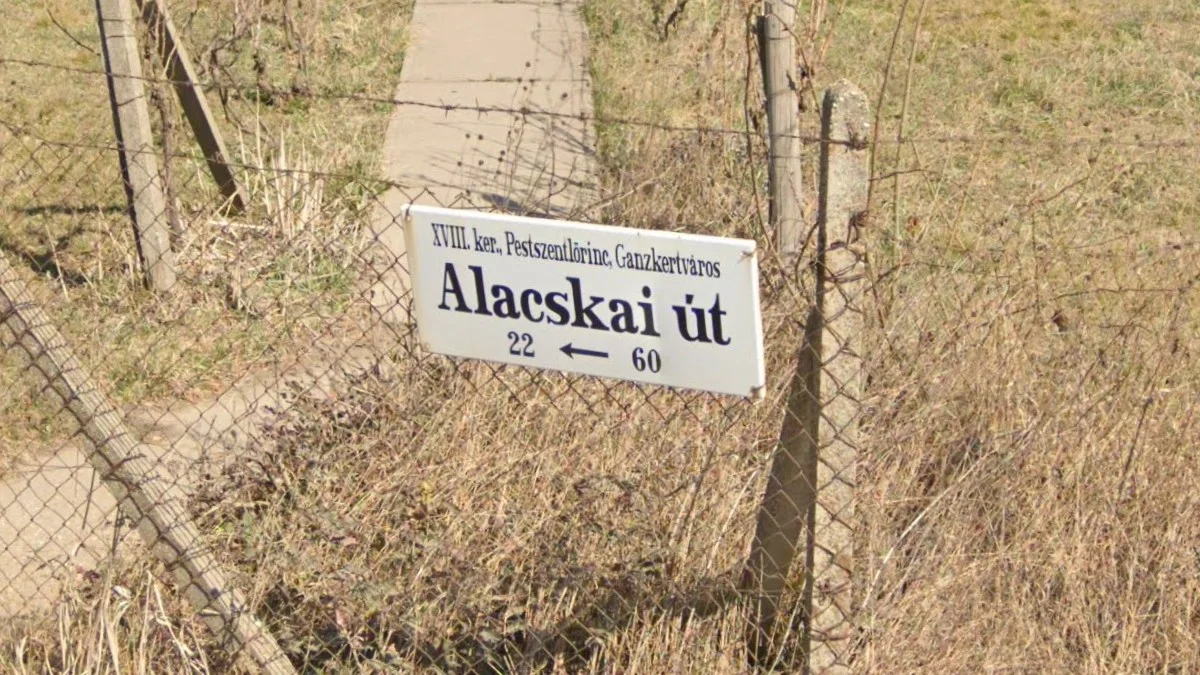 XVIII. ker., Pestszentlőrinc, Ganzkertváros
Alacskai út
22 ← 60